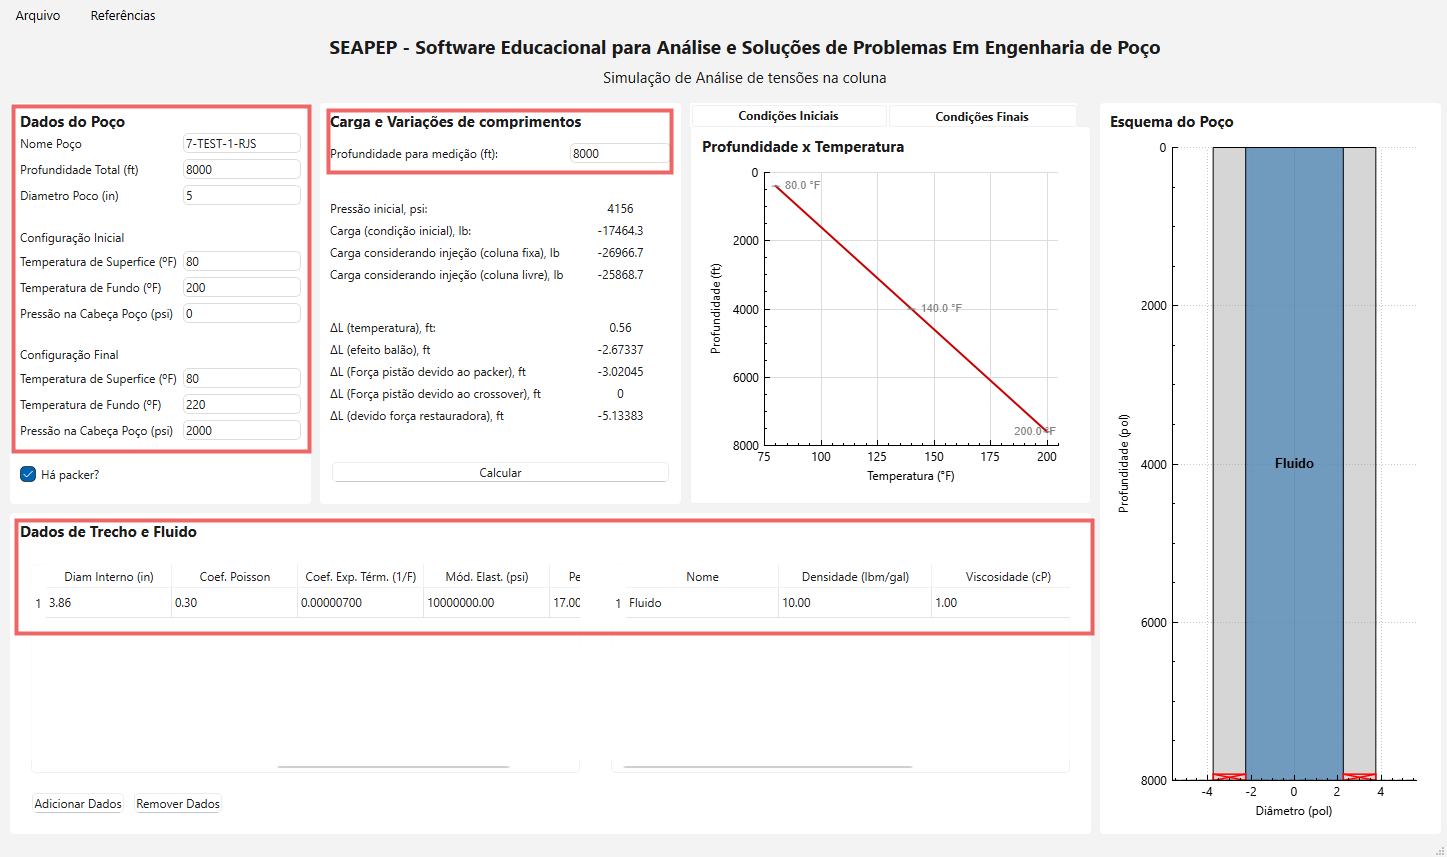 Arquivo Referências
SEAPEP - Software Educacional para Análise e Soluções de Problemas Em Engenharia de Poço
Simulação de Análise de tensões na coluna
Dados do Poço
Nome Poço 7-TEST-1-RJS
Profundidade Total (ft) 8000
Diametro Poco (in) 5
Configuração Inicial
Temperatura de Superfice (ºF) 80
Temperatura de Fundo (ºF) 200
Pressão na Cabeça Poço (psi) 0
Configuração Final
Temperatura de Superfice (ºF) 80
Temperatura de Fundo (ºF) 220
Pressão na Cabeça Poço (psi) 2000
Há packer?
Carga e Variações de comprimentos
Profundidade para medição (ft): 8000
Pressão inicial, psi: 4156
Carga (condição inicial), lb: -17464.3
Carga considerando injeção (coluna fixa), lb -26966.7
Carga considerando injeção (coluna livre), lb -25868.7
ΔL (temperatura), ft: 0.56
ΔL (efeito balão), ft -2.67337
ΔL (Força pistão devido ao packer), ft -3.02045
ΔL (Força pistão devido ao crossover), ft 0
ΔL (devido força restauradora), ft -5.13383
Calcular
Condições Iniciais Condições Finais
Profundidade x Temperatura
Profundidade (ft)
0
2000
4000
6000
8000
80.0 °F
140.0 °F
200.0 °F
75 100 125 150 175 200
Temperatura (°F)
Esquema do Poço
Profundidade (pol)
0
2000
4000
6000
8000
Fluido
-4 -2 0 2 4
Diâmetro (pol)
Dados de Trecho e Fluido
Diam Interno (in) Coef. Poisson Coef. Exp. Térm. (1/F) Mód. Elast. (psi) Pe
1 3.86 0.30 0.00000700 10000000.00 17.00
Nome Densidade (lbm/gal) Viscosidade (cP)
1 Fluido 10.00 1.00
Adicionar Dados Remover Dados